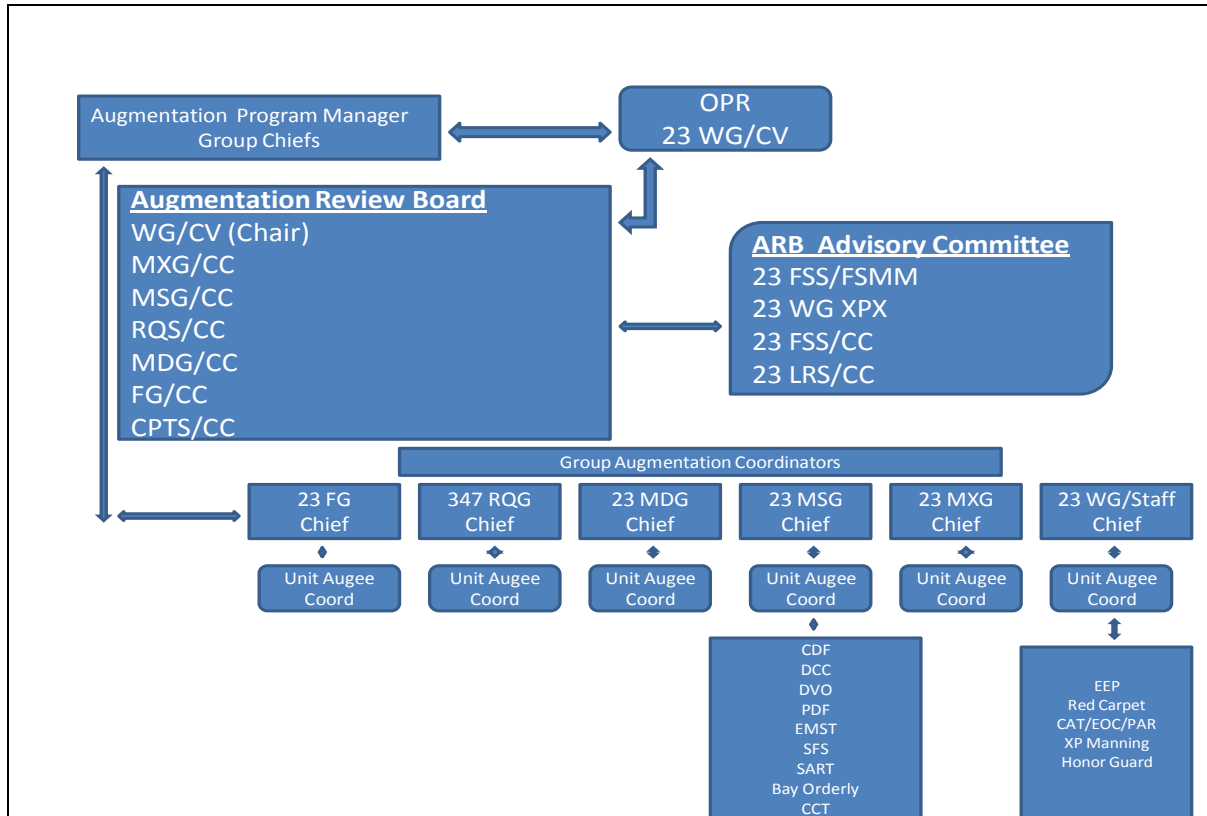 Augmentation Program Manager
Group Chiefs
OPR
23 WG/CV
Augmentation Review Board
WG/CV (Chair)
MXG/CC
MSG/CC
RQS/CC
MDG/CC
FG/CC
CPTS/CC
ARB Advisory Committee
23 FSS/FSMM
23 WG XPX
23 FSS/CC
23 LRS/CC
Group Augmentation Coordinators
23 FG
Chief
347 RQG
Chief
23 MDG
Chief
23 MSG
Chief
23 MXG
Chief
23 WG/Staff
Chief
Unit Augee
Coord
Unit Augee
Coord
Unit Augee
Coord
Unit Augee
Coord
Unit Augee
Coord
Unit Augee
Coord
CDF
DCC
DVO
PDF
EMST
SFS
SART
Bay Orderly
CCT
EEP
Red Carpet
CAT/EOC/PAR
XP Manning
Honor Guard